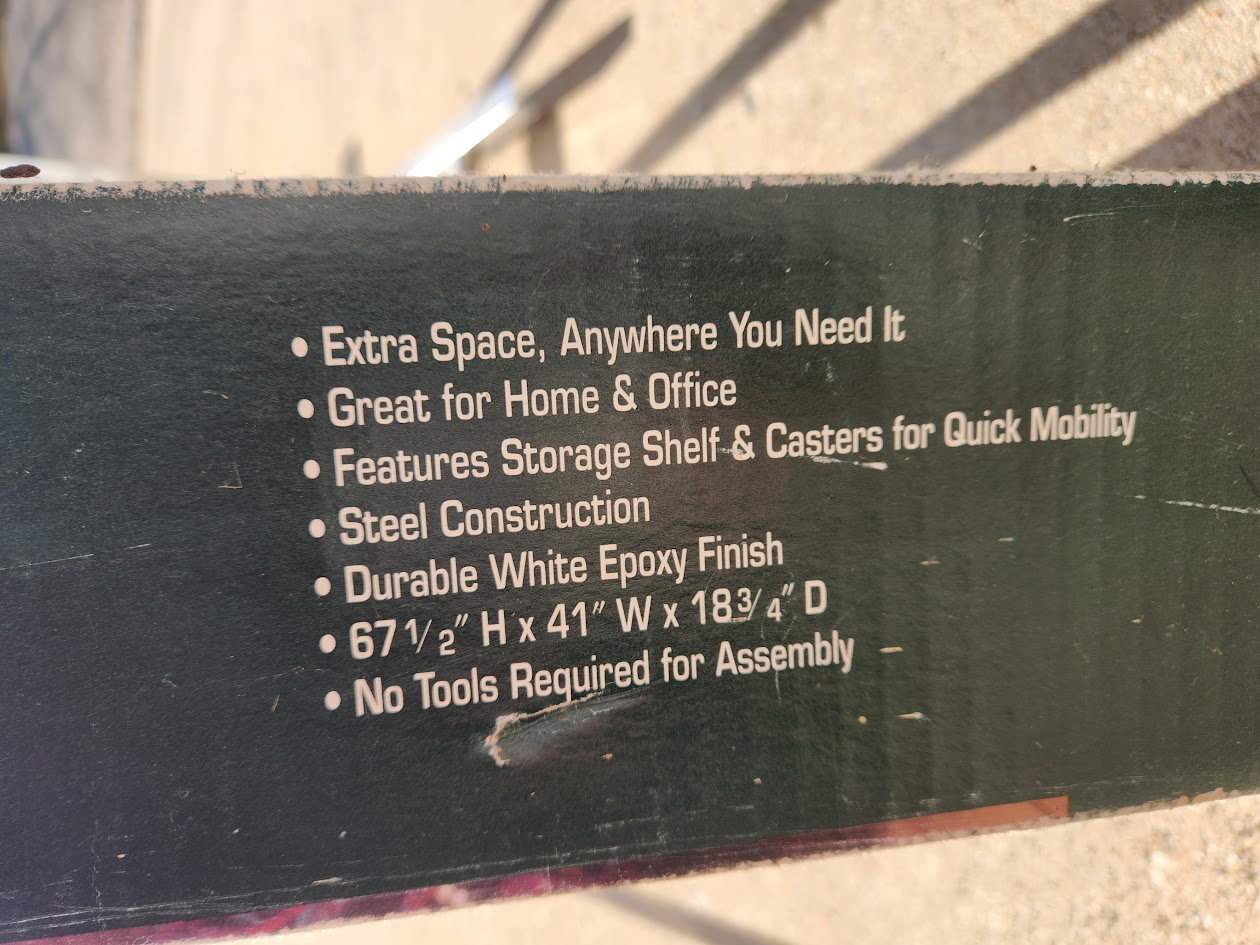 • Extra Space, Anywhere You Need It
• Great for Home & Office
• Features Storage Shelf & Casters for Quick Mobility
• Steel Construction
• Durable White Epoxy Finish
• 67 1/2" H x 41" W x 18 3/4" D
• No Tools Required for Assembly